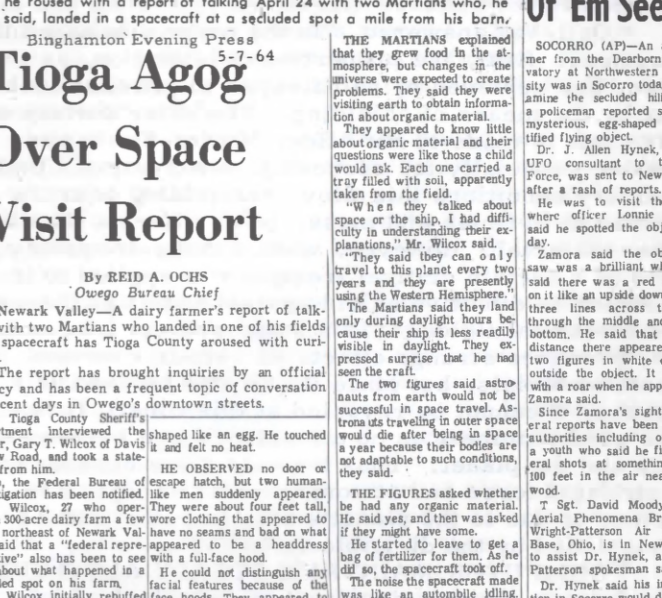 he roused with a report of talking April 24 with two Martians who, he
said, landed in a spacecraft at a secluded spot a mile from his barn.
Binghamton Evening Press
5-7-64
Tioga Agog
Over Space
Visit Report
By REID A. OCHS
Owego Bureau Chief
Newark Valley—A dairy farmer's report of talk-
with two Martians who landed in one of his fields
spacecraft has Tioga County aroused with curi-
The report has brought inquiries by an official
cy and has been a frequent topic of conversation
cent days in Owego's downtown streets.
Tioga County Sheriff's
tment interviewed the
r, Gary T. Wilcox of Davis
w Road, and took a state-
from him.
, the Federal Bureau of
igation has been notified.
Wilcox, 27 who oper-
300-acre dairy farm a few
northeast of Newark Val-
aid that a "federal repre-
tive" also has been to see
about what happened in a
ded spot on his farm.
Wilcox initially rebuffed
shaped like an egg. He touched
it and felt no heat.
HE OBSERVED no door or
escape hatch, but two human-
like men suddenly appeared.
They were about four feet tall,
wore clothing that appeared to
have no seams and bad on what
appeared to be a headdress
with a full-face hood.
He could not distinguish any
facial features because of the
face hoods. They appeared to
THE MARTIANS explained
that they grew food in the at-
mosphere, but changes in the
universe were expected to create
problems. They said they were
visiting earth to obtain informa-
tion about organic material.
They appeared to know little
about organic material and their
questions were like those a child
would ask. Each one carried a
tray filled with soil, apparently
taken from the field.
"When they talked about
space or the ship, I had diffi-
culty in understanding their ex-
planations," Mr. Wilcox said.
"They said they can only
travel to this planet every two
years and they are presently
using the Western Hemisphere."
The Martians said they land
only during daylight hours be-
cause their ship is less readily
visible in daylight. They ex-
pressed surprise that he had
seen the craft.
The two figures said astro-
nauts from earth would not be
successful in space travel. As-
trona uts traveling in outer space
would die after being in space
a year because their bodies are
not adaptable to such conditions,
they said.
THE FIGURES asked whether
be had any organic material.
He said yes, and then was asked
if they might have some.
He started to leave to get a
bag of fertilizer for them. As he
did so, the spacecraft took off.
The noise the spacecraft made
was like an automble idling.
Of 'Em See
SOCORRO (AP)—An
mer from the Dearborn
vatory at Northwestern
sity was in Socorro toda
amine the secluded hill
a policeman reported s
mysterious, egg-shaped
tified flying object.
Dr. J. Allen Hynek,
UFO consultant to
Force, was sent to New
after a rash of reports.
He was to visit th
where officer Lonnie
said he spotted the obj
day.
Zamora said the ob
saw was a brilliant wh
said there was a red
on it like an upside down
three lines across t
through the middle and
bottom. He said that
distance there appeare
two figures in white
outside the object. It
with a roar when he app
Zamora said.
Since Zamora's sight
eral reports have been
authorities including o
a youth who said he fi
eral shots at something
100 feet in the air nea
wood.
T Sgt. David Moody
Aerial Phenomena Br
Wright-Patterson Air
Base, Ohio, is in New
to assist Dr. Hynek, a
Patterson spokesman s
Dr. Hynek said his in